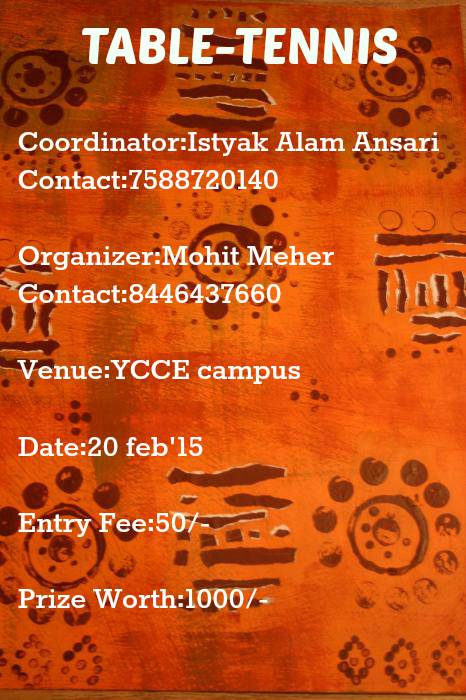 TABLE-TENNIS
Coordinator:Istyak Alam Ansari
Contact:7588720140
Organizer:Mohit Meher
Contact:8446437660
Venue:YCCE campus
Date:20 feb'15
Entry Fee:50/-
Prize Worth:1000/-